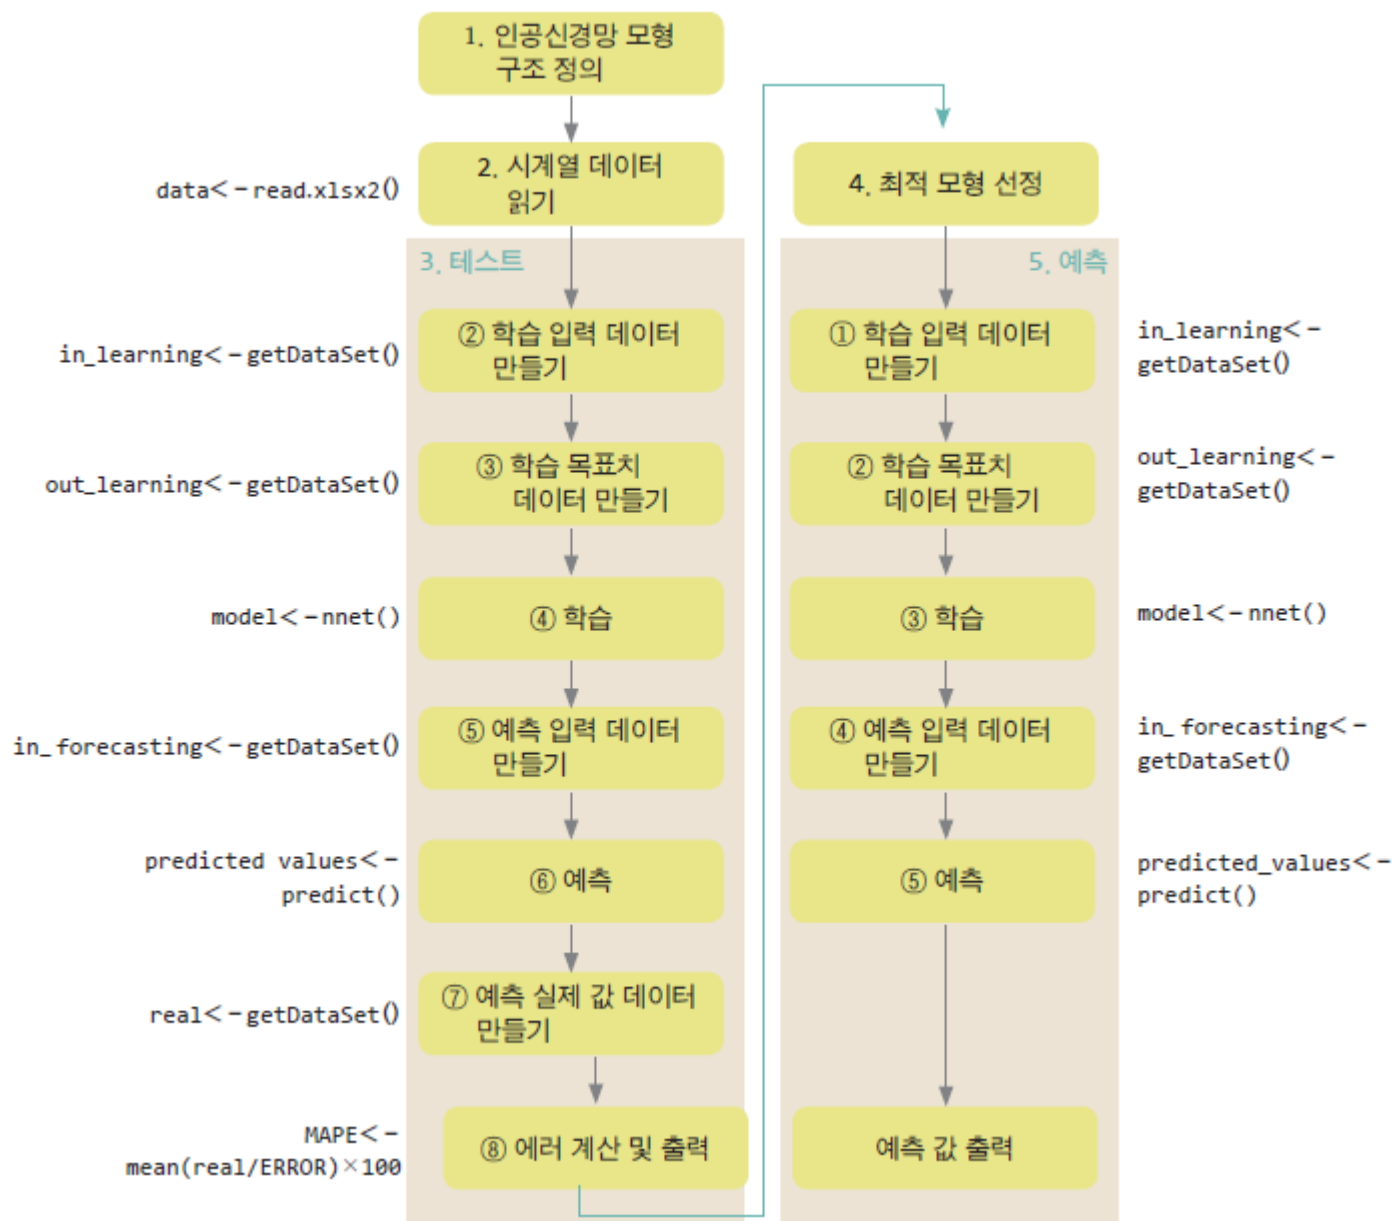 1. 인공신경망 모형
구조 정의
data<-read.xlsx2()
2. 시계열 데이터
읽기
3. 테스트
in_learning<-getDataSet()
② 학습 입력 데이터
만들기
out_learning<-getDataSet()
③ 학습 목표치
데이터 만들기
model<-nnet()
④ 학습
in_forecasting<-getDataSet()
⑤ 예측 입력 데이터
만들기
predicted values<-
predict()
⑥ 예측
real<-getDataSet()
⑦ 예측 실제 값 데이터
만들기
MAPE<-
mean(real/ERROR)×100
⑧ 에러 계산 및 출력
4. 최적 모형 선정
5. 예측
① 학습 입력 데이터
만들기
in_learning<-
getDataSet()
② 학습 목표치
데이터 만들기
out_learning<-
getDataSet()
③ 학습
model<-nnet()
④ 예측 입력 데이터
만들기
in_forecasting<-
getDataSet()
⑤ 예측
predicted_values<-
predict()
예측 값 출력